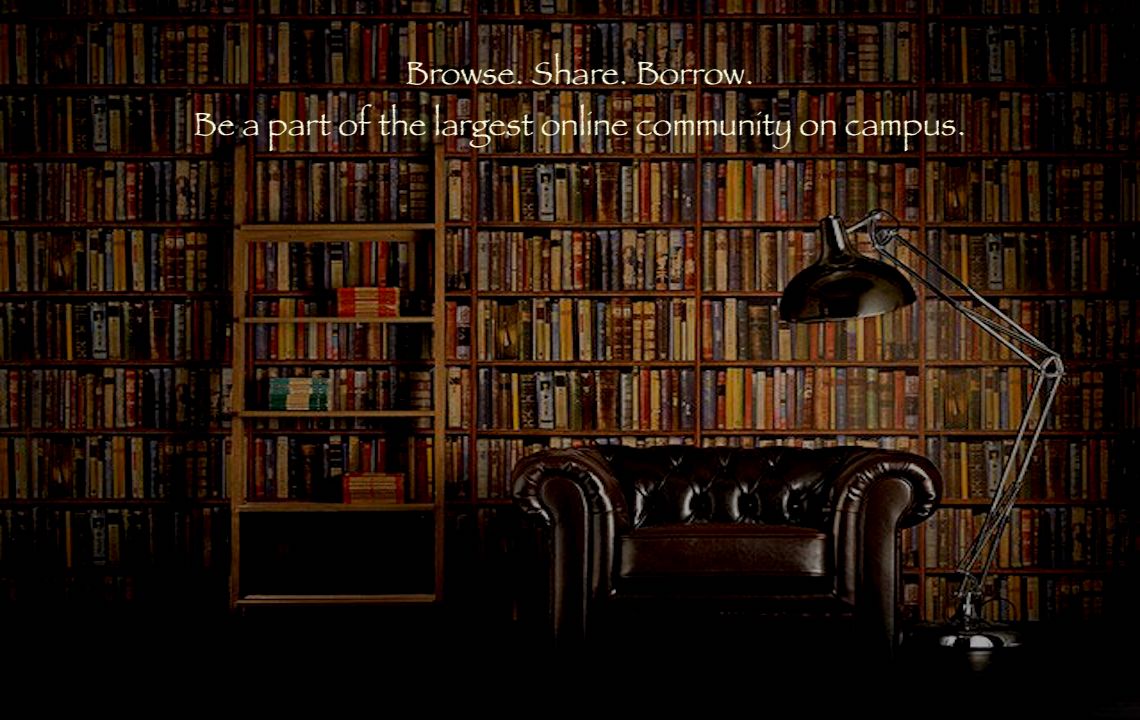 Browse. Share. Borrow.
Be a part of the largest online community on campus.